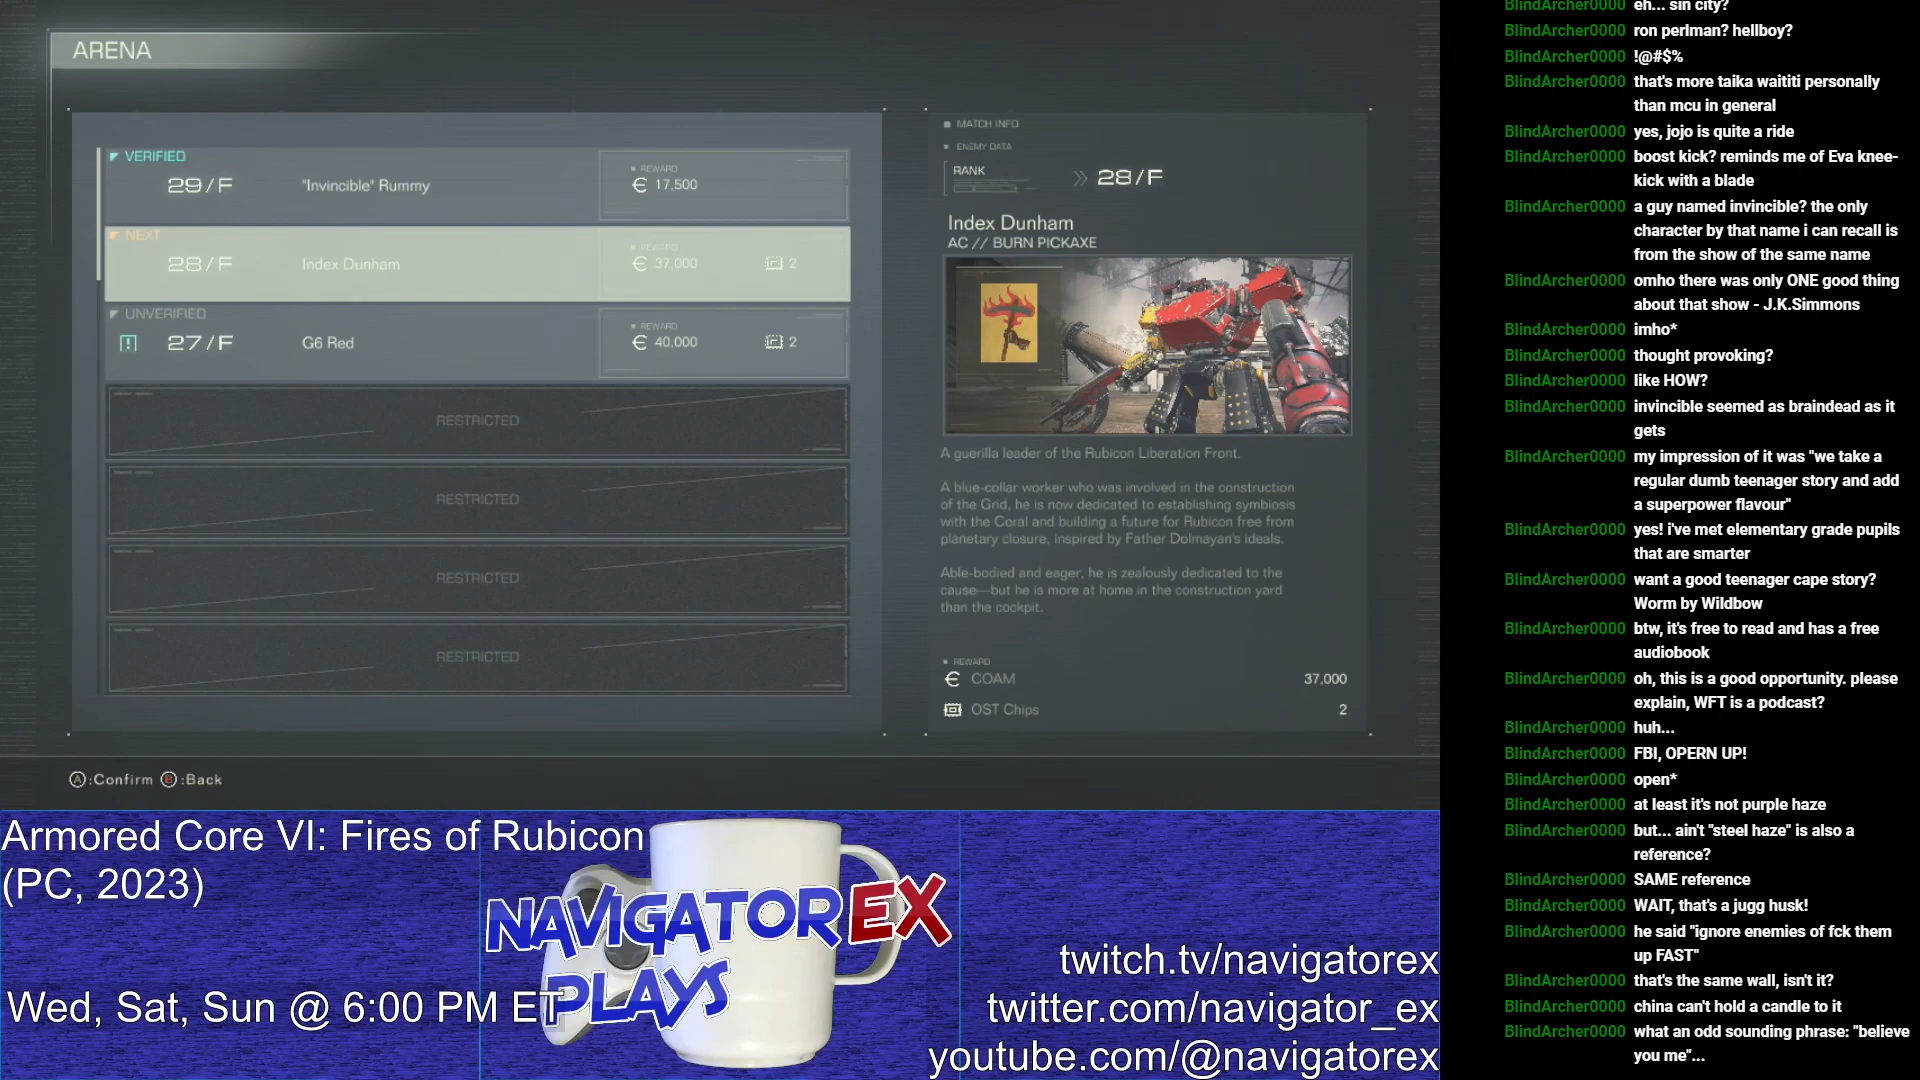 ARENA
VERIFIED
29/F "Invincible" Rummy
REWARD
17,500
NEXT
28/F Index Dunham
REWARD
37,000 2
UNVERIFIED
27/F G6 Red
REWARD
40,000 2
RESTRICTED
RESTRICTED
RESTRICTED
RESTRICTED
A:Confirm B:Back
MATCH INFO
ENEMY DATA
RANK 28/F
Index Dunham
AC // BURN PICKAXE
A guerilla leader of the Rubicon Liberation Front.
A blue-collar worker who was involved in the construction
of the Grid, he is now dedicated to establishing symbiosis
with the Coral and building a future for Rubicon free from
planetary closure, inspired by Father Dolmayan's ideals.
Able-bodied and eager, he is zealously dedicated to the
cause—but he is more at home in the construction yard
than the cockpit.
REWARD
COAM 37,000
OST Chips 2
Armored Core VI: Fires of Rubicon
(PC, 2023)
Wed, Sat, Sun @ 6:00 PM ET
NAVIGATOREX
PLAYS
twitch.tv/navigatorex
twitter.com/navigator_ex
youtube.com/@navigatorex
BlindArcher0000 eh... sin city?
BlindArcher0000 ron perlman? hellboy?
BlindArcher0000 !@#$%
BlindArcher0000 that's more taika waititi personally
than mcu in general
BlindArcher0000 yes, jojo is quite a ride
BlindArcher0000 boost kick? reminds me of Eva knee-
kick with a blade
BlindArcher0000 a guy named invincible? the only
character by that name i can recall is
from the show of the same name
BlindArcher0000 omho there was only ONE good thing
about that show - J.K.Simmons
BlindArcher0000 imho*
BlindArcher0000 thought provoking?
BlindArcher0000 like HOW?
BlindArcher0000 invincible seemed as braindead as it
gets
BlindArcher0000 my impression of it was "we take a
regular dumb teenager story and add
a superpower flavour"
BlindArcher0000 yes! i've met elementary grade pupils
that are smarter
BlindArcher0000 want a good teenager cape story?
Worm by Wildbow
BlindArcher0000 btw, it's free to read and has a free
audiobook
BlindArcher0000 oh, this is a good opportunity. please
explain, WFT is a podcast?
BlindArcher0000 huh...
BlindArcher0000 FBI, OPERN UP!
BlindArcher0000 open*
BlindArcher0000 at least it's not purple haze
BlindArcher0000 but... ain't "steel haze" is also a
reference?
BlindArcher0000 SAME reference
BlindArcher0000 WAIT, that's a jugg husk!
BlindArcher0000 he said "ignore enemies of fck them
up FAST"
BlindArcher0000 that's the same wall, isn't it?
BlindArcher0000 china can't hold a candle to it
BlindArcher0000 what an odd sounding phrase: "believe
you me"...